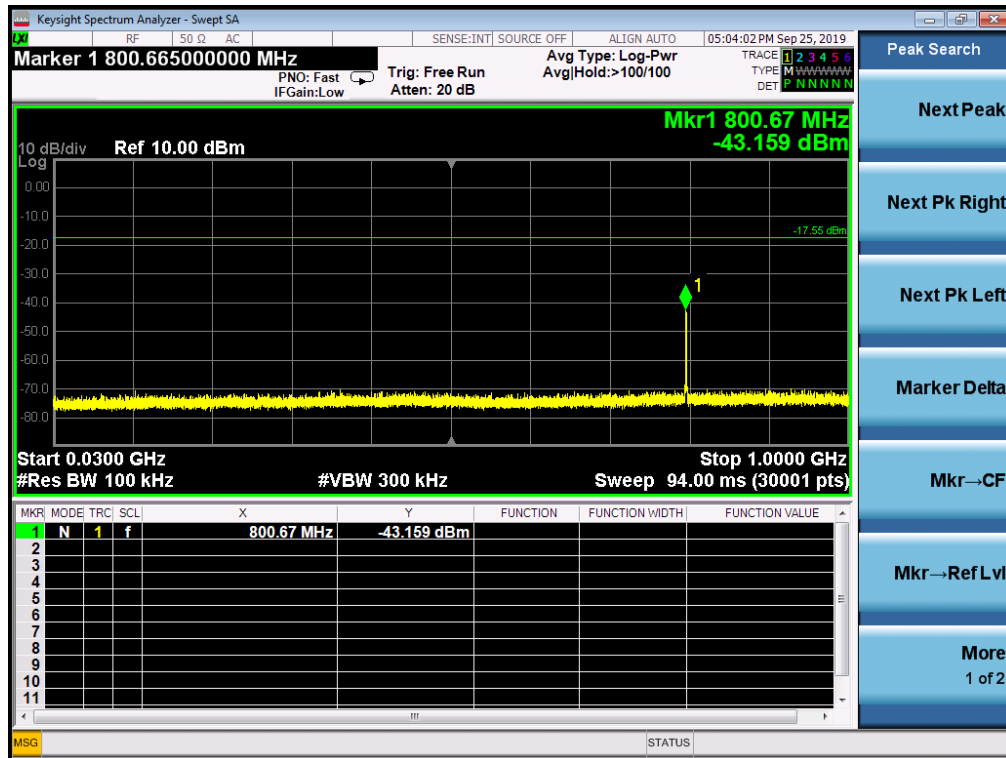 Keysight Spectrum Analyzer - Swept SA
LXI RF 50 Ω AC SENSE:INT SOURCE OFF ALIGN AUTO 05:04:02 PM Sep 25, 2019
Marker 1 800.665000000 MHz
PNO: Fast
IFGain:Low
Trig: Free Run
Atten: 20 dB
Avg Type: Log-Pwr
Avg|Hold:>100/100
TRACE 1 2 3 4 5 6
TYPE M WWWWW
DET P N N N N N
Mkr1 800.67 MHz
-43.159 dBm
10 dB/div Ref 10.00 dBm
Log
0.00
-10.0
-17.55 dBm
-20.0
-30.0
1
-40.0
-50.0
-60.0
-70.0
-80.0
Start 0.0300 GHz Stop 1.0000 GHz
#Res BW 100 kHz #VBW 300 kHz Sweep 94.00 ms (30001 pts)
MKR MODE TRC SCL X Y FUNCTION FUNCTION WIDTH FUNCTION VALUE
1 N 1 f 800.67 MHz -43.159 dBm
2
3
4
5
6
7
8
9
10
11
MSG STATUS
Peak Search
Next Peak
Next Pk Right
Next Pk Left
Marker Delta
Mkr→CF
Mkr→Ref Lvl
More
1 of 2